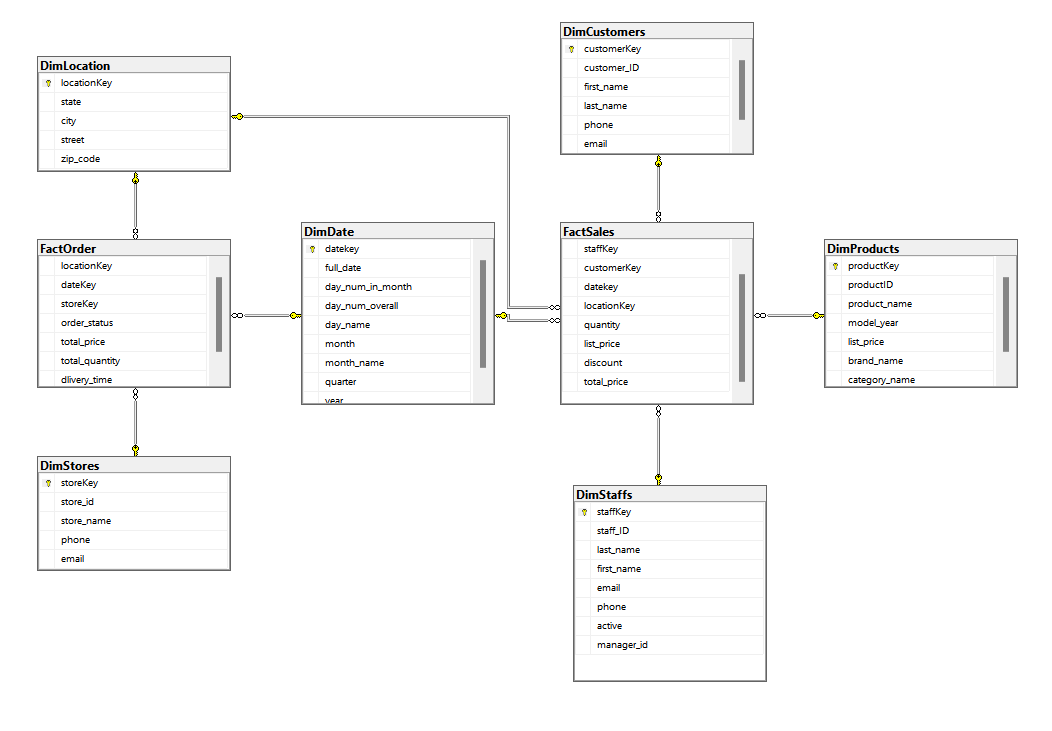 DimLocation
locationKey
state
city
street
zip_code
DimCustomers
customerKey
customer_ID
first_name
last_name
phone
email
FactOrder
locationKey
dateKey
storeKey
order_status
total_price
total_quantity
dlivery_time
DimDate
datekey
full_date
day_num_in_month
day_num_overall
day_name
month
month_name
quarter
year
FactSales
staffKey
customerKey
datekey
locationKey
quantity
list_price
discount
total_price
DimProducts
productKey
productID
product_name
model_year
list_price
brand_name
category_name
DimStores
storeKey
store_id
store_name
phone
email
DimStaffs
staffKey
staff_ID
last_name
first_name
email
phone
active
manager_id